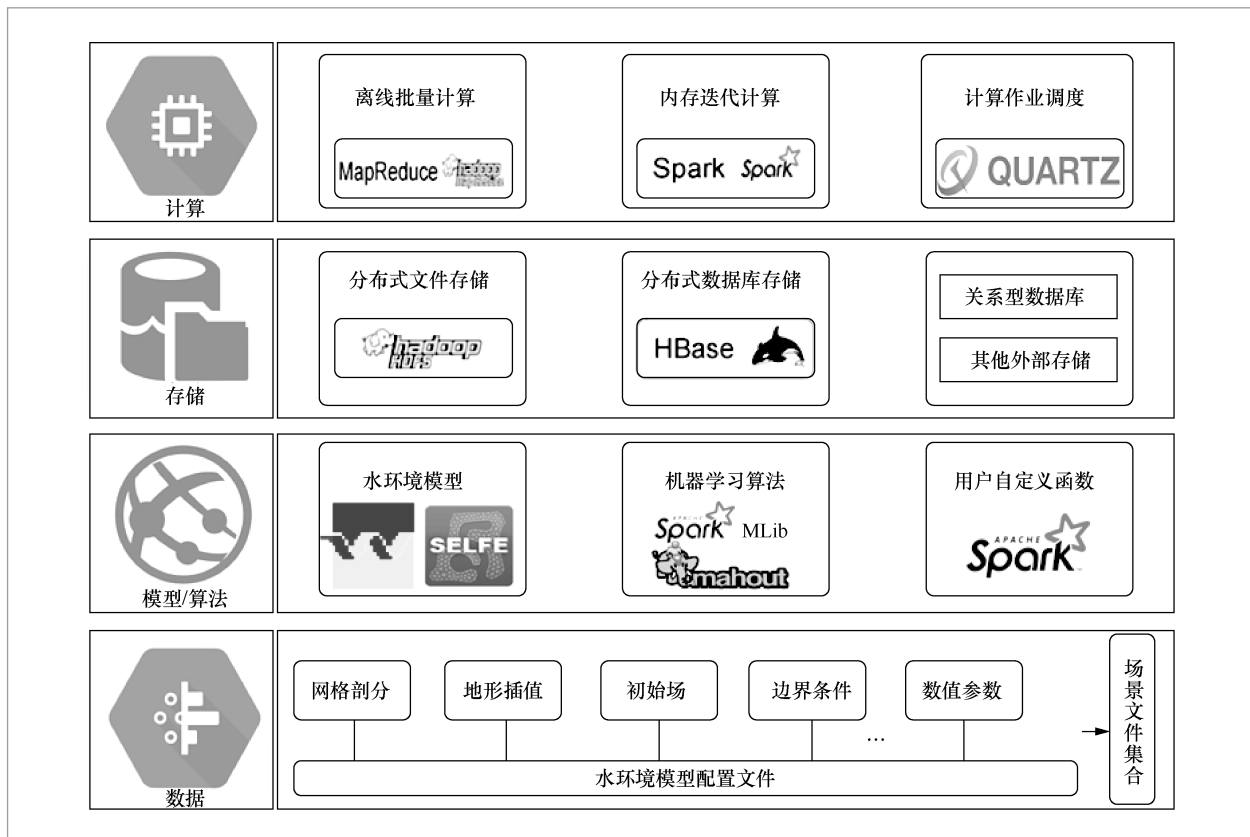 离线批量计算
内存迭代计算
计算作业调度
MapReduce hadoop
Spark Spark
QUARTZ
计算
分布式文件存储
分布式数据库存储
关系型数据库
hadoop
HDFS
HBase
其他外部存储
存储
水环境模型
机器学习算法
用户自定义函数
SELFE
APACHE
Spark MLib
mahout
APACHE
Spark
模型/算法
网格剖分
地形插值
初始场
边界条件
数值参数
…
水环境模型配置文件
场景文件集合
数据